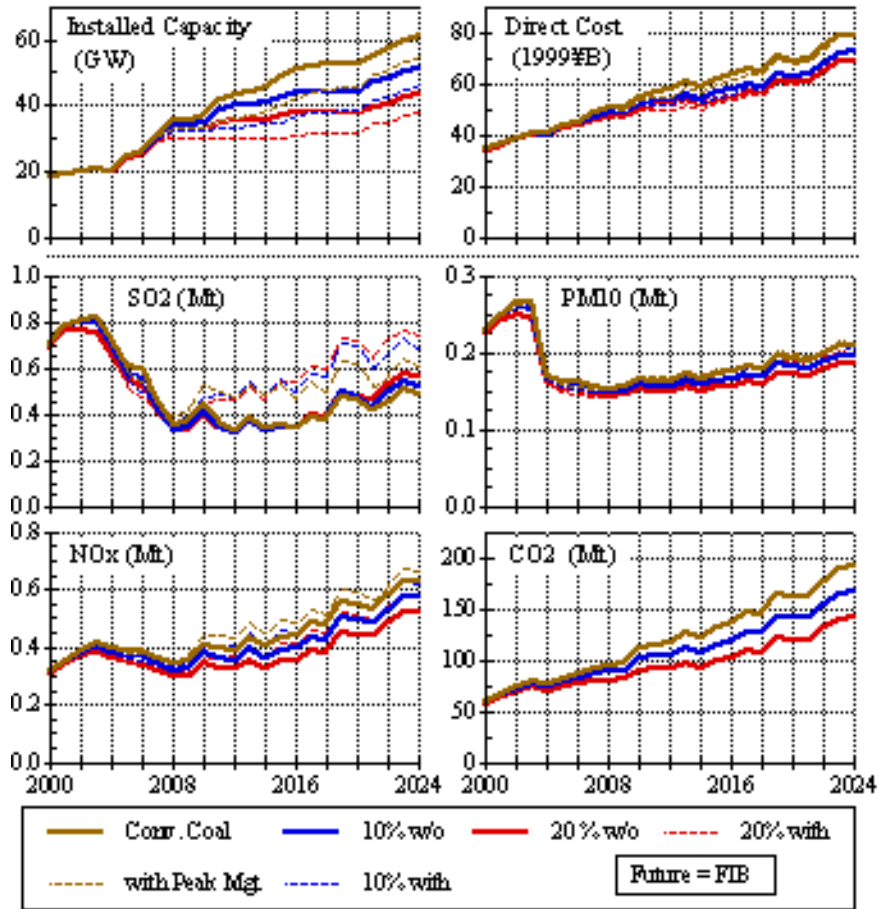 Installed Capacity
(GW)
60
40
20
0
Direct Cost
(1999¥B)
80
60
40
20
0
SO2 (Mt)
1.0
0.8
0.6
0.4
0.2
0.0
PM10 (Mt)
0.3
0.2
0.1
0.0
NOx (Mt)
0.8
0.6
0.4
0.2
0.0
2000 2008 2016 2024
CO2 (Mt)
200
150
100
50
0
2000 2008 2016 2024
Conv. Coal 10% w/o 20% w/o 20% with
with Peak Mgt. 10% with Future = FIB